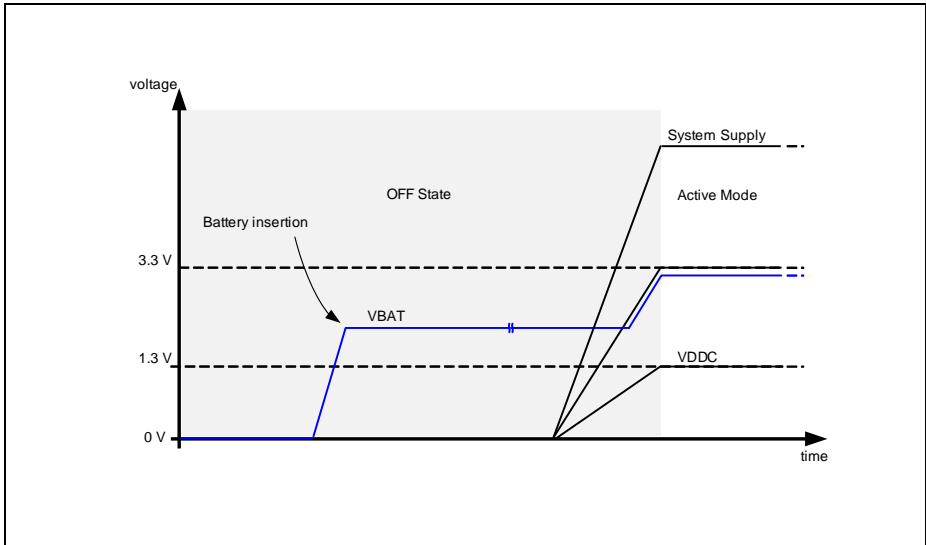 voltage
System Supply
OFF State
Active Mode
Battery insertion
3.3 V
VBAT
1.3 V
VDDC
0 V
time